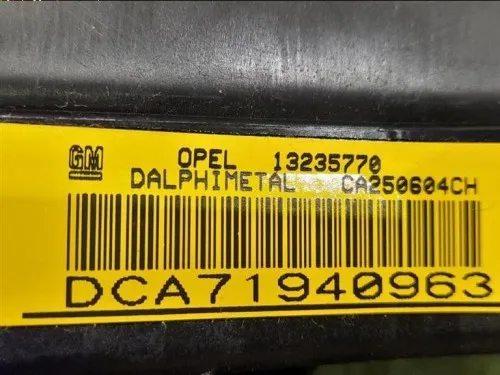 GM OPEL 13235770
DALPHIMETAL CA250604CH
DCA71940963